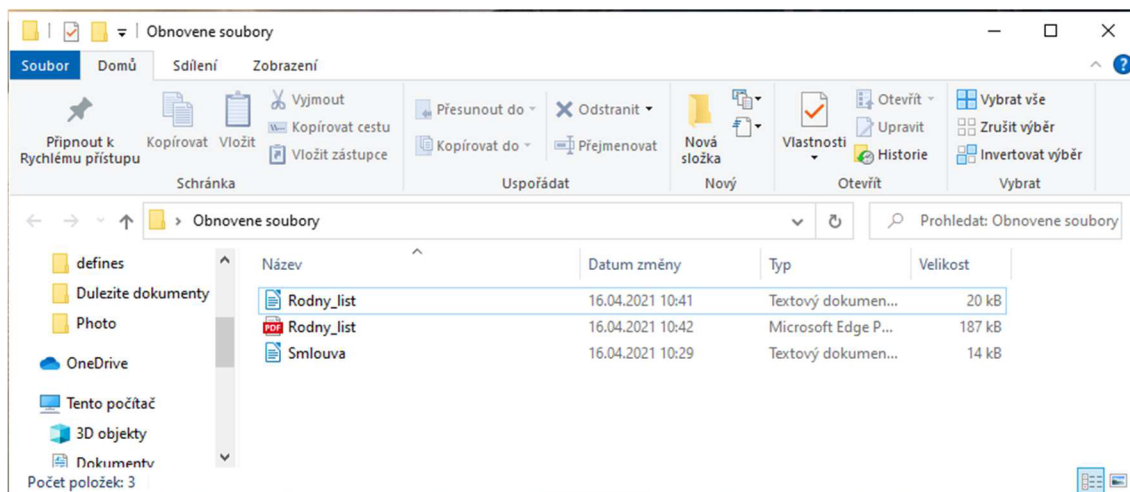 Obnovene soubory
Soubor Domů Sdílení Zobrazení
Připnout k Rychlému přístupu
Kopírovat
Vložit
Vyjmout
Kopírovat cestu
Vložit zástupce
Schránka
Přesunout do
Kopírovat do
Odstranit
Přejmenovat
Uspořádat
Nová složka
Nový
Vlastnosti
Otevřít
Upravit
Historie
Otevřít
Vybrat vše
Zrušit výběr
Invertovat výběr
Vybrat
Obnovene soubory
Prohledat: Obnovene soubory
defines
Dulezite dokumenty
Photo
OneDrive
Tento počítač
3D objekty
Dokumenty
Název Datum změny Typ Velikost
Rodny_list 16.04.2021 10:41 Textový dokumen... 20 kB
PDF Rodny_list 16.04.2021 10:42 Microsoft Edge P... 187 kB
Smlouva 16.04.2021 10:29 Textový dokumen... 14 kB
Počet položek: 3